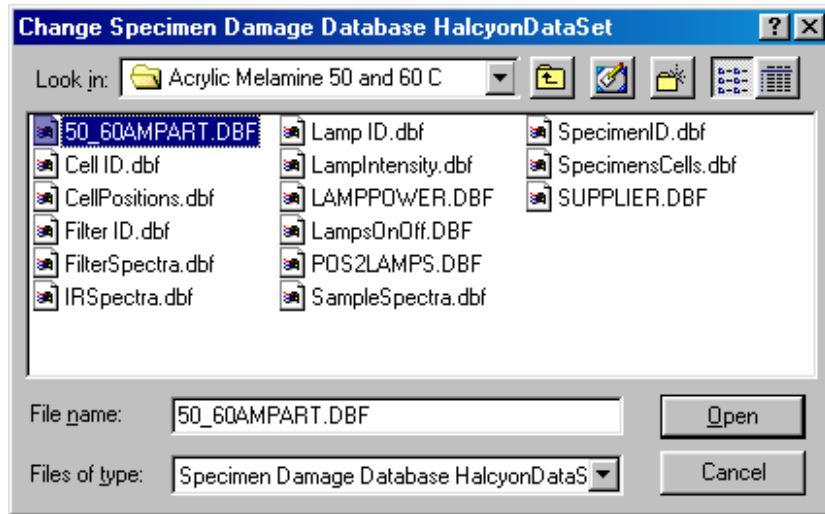 Change Specimen Damage Database HalcyonDataSet
Look in: Acrylic Melamine 50 and 60 C
50_60AMPART.DBF Lamp ID.dbf SpecimenID.dbf
Cell ID.dbf LampIntensity.dbf SpecimensCells.dbf
CellPositions.dbf LAMPPOWER.DBF SUPPLIER.DBF
Filter ID.dbf LampsOnOff.DBF
FilterSpectra.dbf POS2LAMPS.DBF
IRSpectra.dbf SampleSpectra.dbf
File name: 50_60AMPART.DBF Open
Files of type: Specimen Damage Database HalcyonDataS Cancel